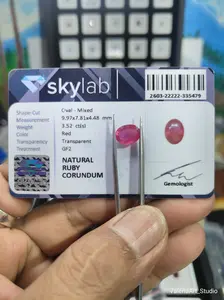 skylab
2603-22222-335479
Shape/Cut Oval - Mixed
Measurement 9.97x7.81x4.48 mm
Weight 3.52 ct(s)
Color Red
Transparency Transparent
Treatment GF2
NATURAL
RUBY
CORUNDUM
Gemologist